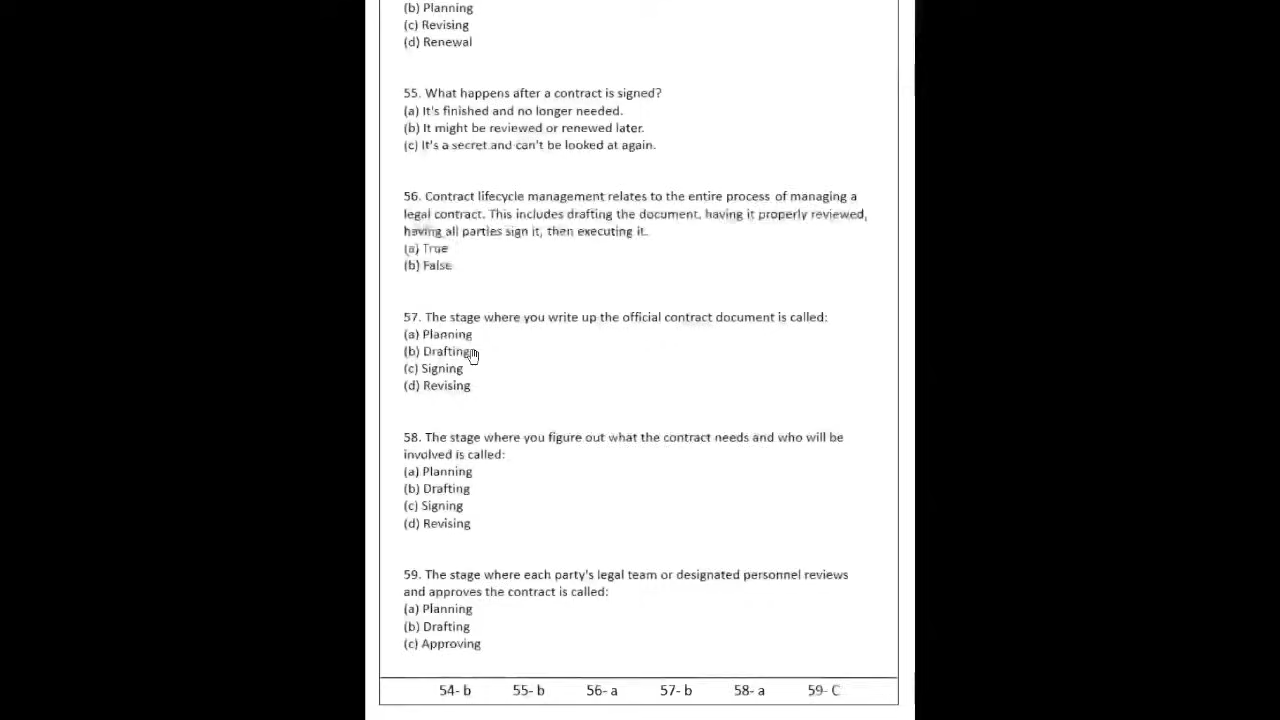 (b) Planning
(c) Revising
(d) Renewal
55. What happens after a contract is signed?
(a) It's finished and no longer needed.
(b) It might be reviewed or renewed later.
(c) It's a secret and can't be looked at again.
56. Contract lifecycle management relates to the entire process of managing a
legal contract. This includes drafting the document, having it properly reviewed,
having all parties sign it, then executing it.
(a) True
(b) False
57. The stage where you write up the official contract document is called:
(a) Planning
(b) Drafting
(c) Signing
(d) Revising
58. The stage where you figure out what the contract needs and who will be
involved is called:
(a) Planning
(b) Drafting
(c) Signing
(d) Revising
59. The stage where each party's legal team or designated personnel reviews
and approves the contract is called:
(a) Planning
(b) Drafting
(c) Approving
54- b 55- b 56- a 57- b 58- a 59- C